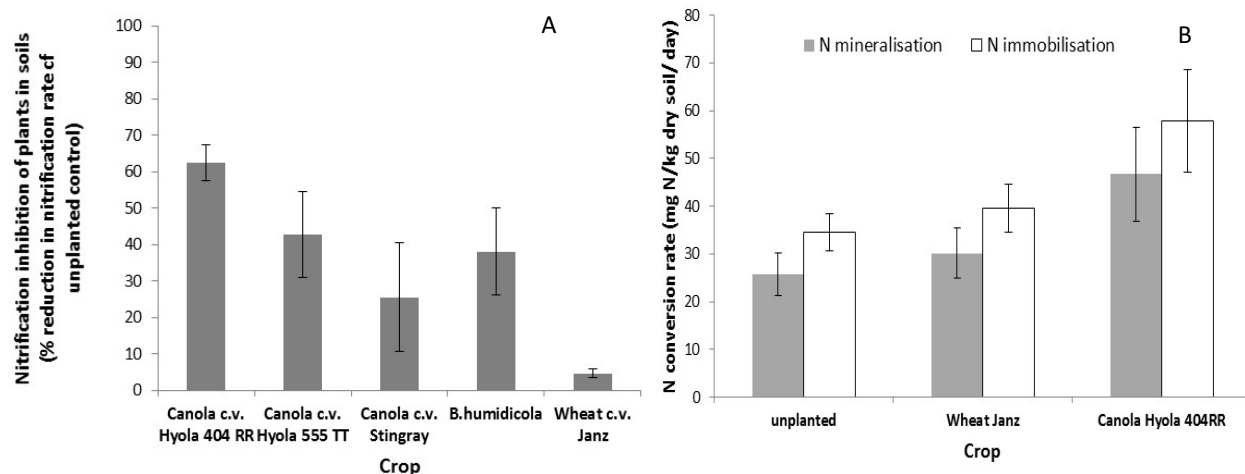 Nitrification inhibition of plants in soils
(% reduction in nitrification rate cf
unplanted control)
100
90
80
70
60
50
40
30
20
10
0
A
Canola c.v.
Hyola 404 RR
Canola c.v.
Hyola 555 TT
Canola c.v.
Stingray
B.humidicola
Wheat c.v.
Janz
Crop
N conversion rate (mg N/kg dry soil/ day)
80
70
60
50
40
30
20
10
0
N mineralisation
N immobilisation
B
unplanted
Wheat Janz
Canola Hyola 404RR
Crop